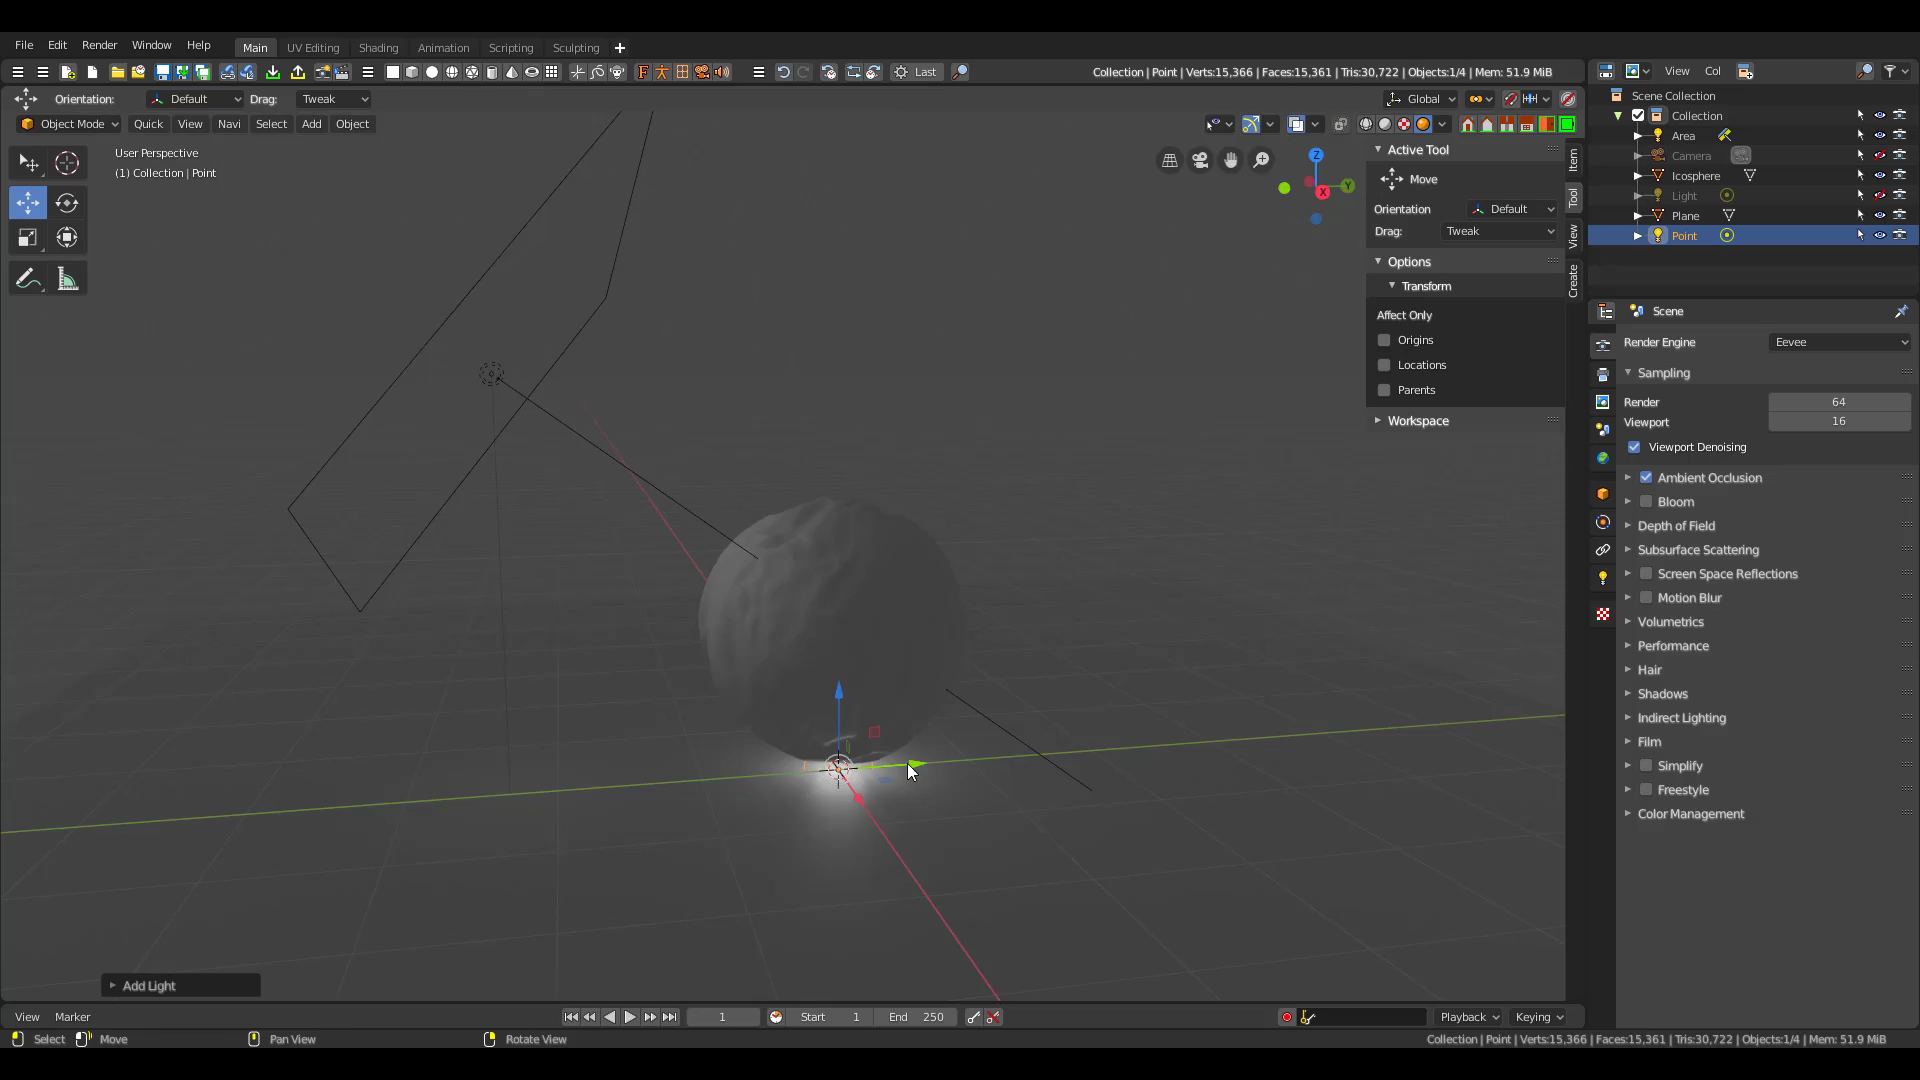 File Edit Render Window Help Main UV Editing Shading Animation Scripting Sculpting +
Last Collection | Point | Verts:15,366 | Faces:15,361 | Tris:30,722 | Objects:1/4 | Mem: 51.9 MiB
Orientation: Default Drag: Tweak Global
Object Mode Quick View Navi Select Add Object
User Perspective
(1) Collection | Point
Z
Y
X
Active Tool
Move
Orientation Default
Drag: Tweak
Options
Transform
Affect Only
Origins
Locations
Parents
Workspace
Item
Tool
View
Create
View Col
Scene Collection
Collection
Area
Camera
Icosphere
Light
Plane
Point
Scene
Render Engine Eevee
Sampling
Render 64
Viewport 16
Viewport Denoising
Ambient Occlusion
Bloom
Depth of Field
Subsurface Scattering
Screen Space Reflections
Motion Blur
Volumetrics
Performance
Hair
Shadows
Indirect Lighting
Film
Simplify
Freestyle
Color Management
Add Light
View Marker 1 Start 1 End 250 Playback Keying
Select Move Pan View Rotate View Collection | Point | Verts:15,366 | Faces:15,361 | Tris:30,722 | Objects:1/4 | Mem: 51.9 MiB